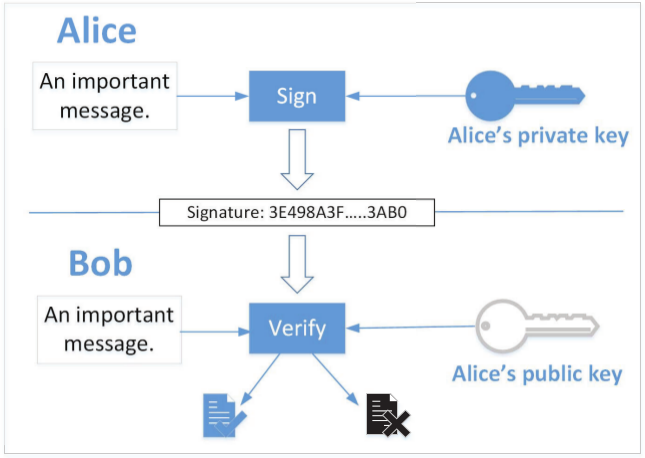 Alice
An important
message.
Sign
Alice's private key
Signature: 3E498A3F.....3AB0
Bob
An important
message.
Verify
Alice's public key